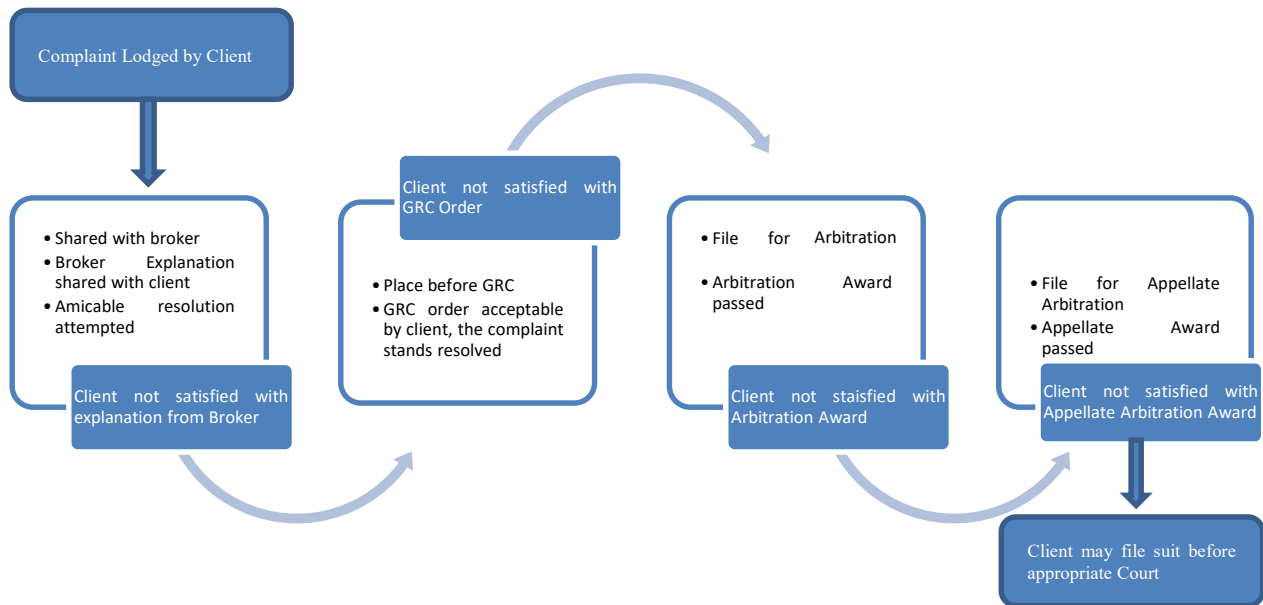 Complaint Lodged by Client
• Shared with broker
• Broker Explanation
shared with client
• Amicable resolution
attempted
Client not satisfied with
explanation from Broker
Client not satisfied with
GRC Order
• Place before GRC
• GRC order acceptable
by client, the complaint
stands resolved
• File for Arbitration
• Arbitration Award
passed
Client not staisfied with
Arbitration Award
• File for Appellate
Arbitration
• Appellate Award
passed
Client not satisfied with
Appellate Arbitration Award
Client may file suit before
appropriate Court